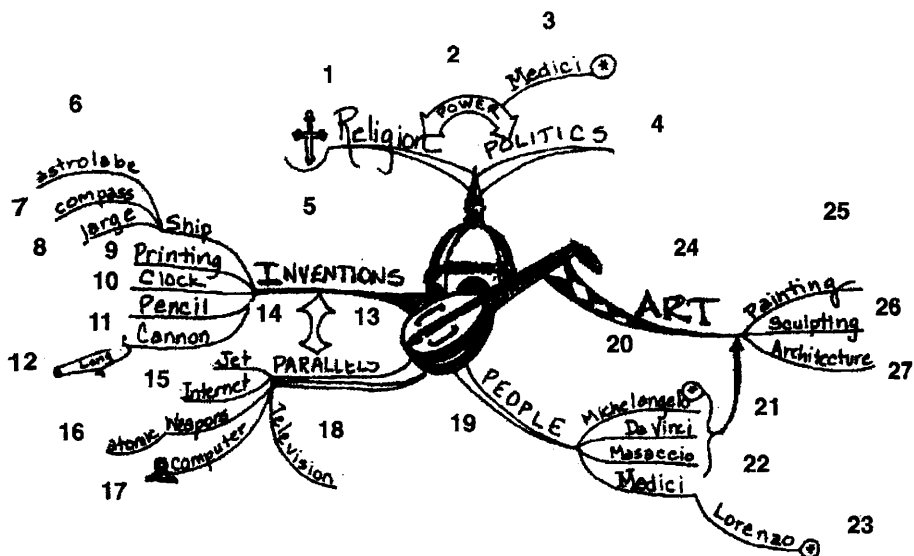 3
2
Medici *
1
POWER
4
6
Religion
POLITICS
astrolabe
7
compass
5
25
8
large
Ship
24
9
Printing
INVENTIONS
Painting
10
Clock
ART
26
11
Pencil
14
13
Sculpting
Cannon
20
12
Long
PARALLELS
Architecture
27
15
Jet
PEOPLE
Internet
Michelangelo *
21
16
Weapons
atomic
18
19
Da Vinci
computer
Television
Masaccio
22
17
Medici
Lorenzo *
23